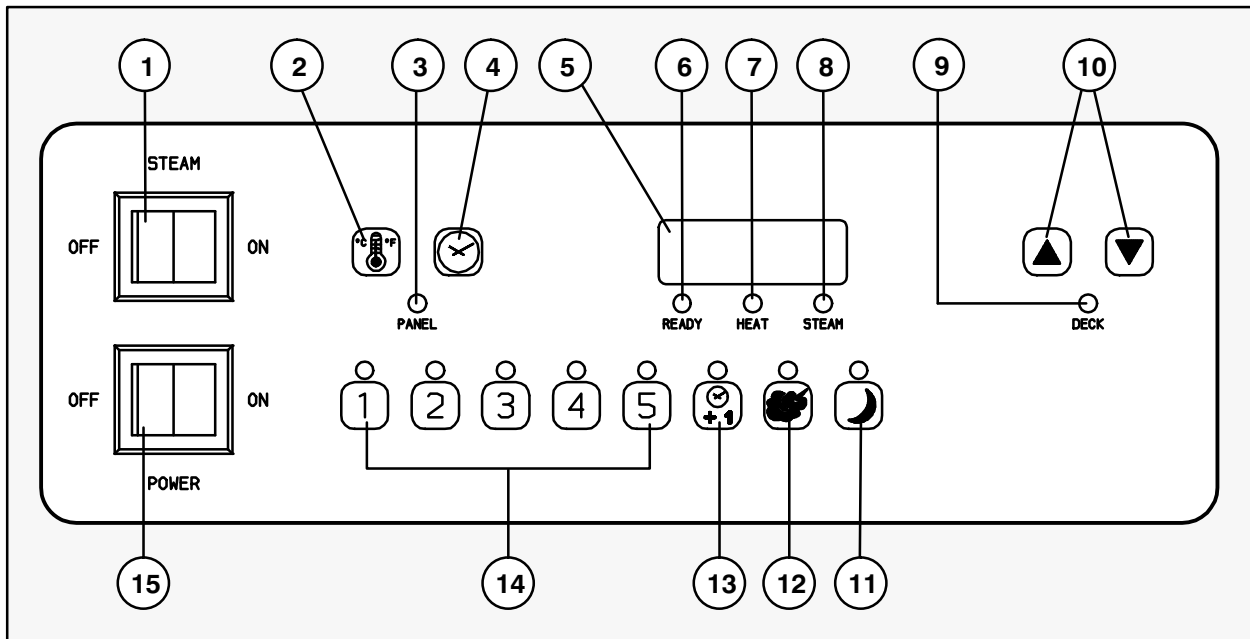 1 2 3 4 5 6 7 8 9 10
STEAM
OFF ON °C °F
PANEL READY HEAT STEAM DECK
OFF ON 1 2 3 4 5 +1
POWER
15 14 13 12 11